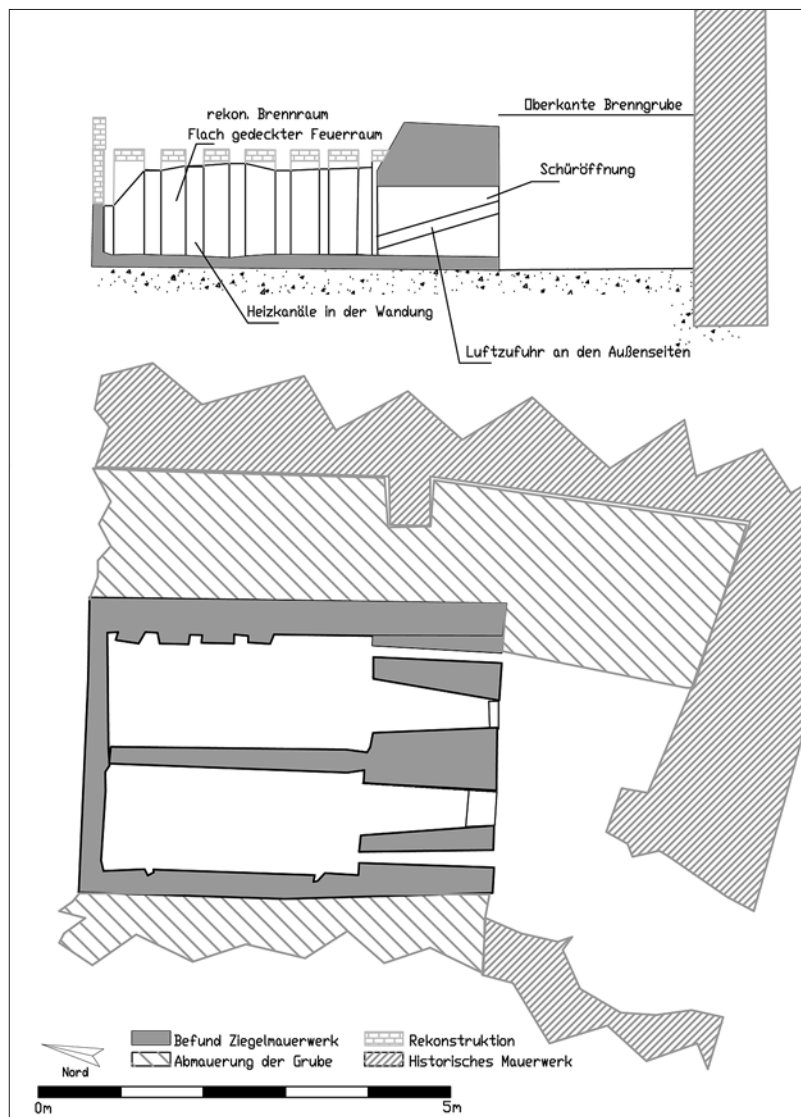 rekon. Brennraum
Flach gedeckter Feuerraum
Oberkante Brenngrube
Schüröffnung
Heizkanäle in der Wandung
Luftzufuhr an den Außenseiten
Nord
Befund Ziegelmauerwerk
Rekonstruktion
Abmauerung der Grube
Historisches Mauerwerk
0m
5m